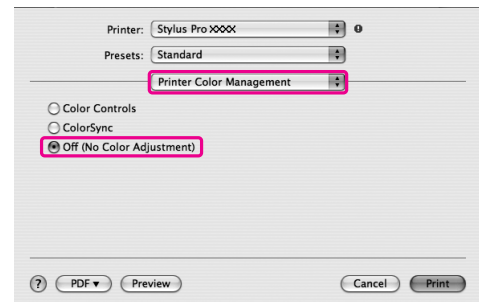 Printer: Stylus Pro XXXX
Presets: Standard
Printer Color Management
Color Controls
ColorSync
Off (No Color Adjustment)
? PDF ▼ Preview Cancel Print